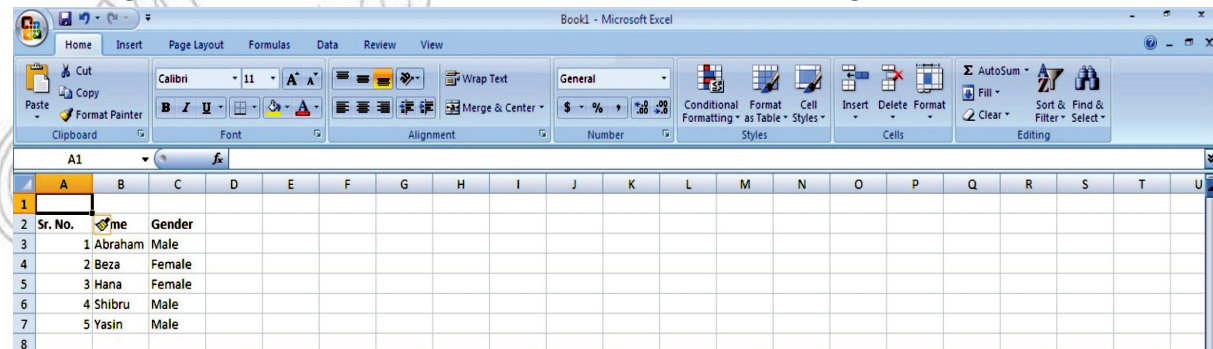 Book1 - Microsoft Excel
Home Insert Page Layout Formulas Data Review View
Cut
Copy
Format Painter
Paste
Clipboard
Calibri 11 A A
B I U A
Font
Wrap Text
Merge & Center
Alignment
General
$ % , .0 .00 .00 .0
Number
Conditional Formatting
Format as Table
Cell Styles
Styles
Insert Delete Format
Cells
Σ AutoSum
Fill
Clear
Sort & Filter
Find & Select
Editing
A1 fx
A B C D E F G H I J K L M N O P Q R S T U
1
2 Sr. No. me Gender
3 1 Abraham Male
4 2 Beza Female
5 3 Hana Female
6 4 Shibru Male
7 5 Yasin Male
8